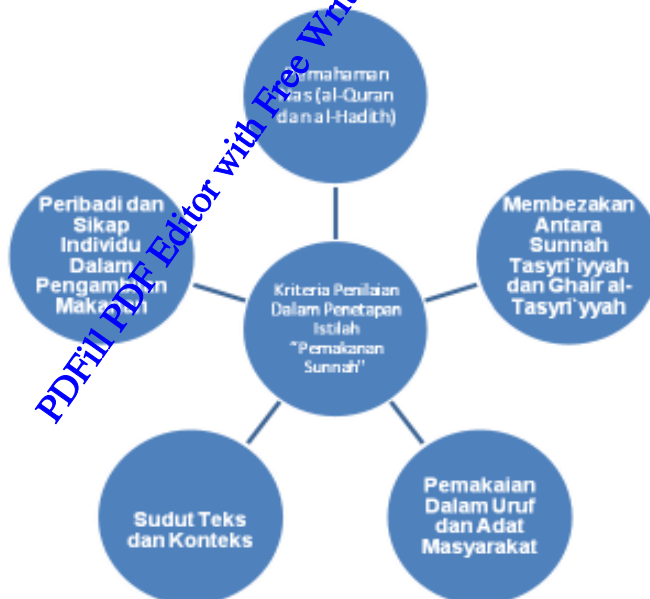 Pemahaman
Nas (al-Quran
dan al-Hadith)
Peribadi dan
Sikap
Individu
Dalam
Pengambilan
Makanan
Membezakan
Antara
Sunnah
Tasyri`iyyah
dan Ghair al-
Tasyri`yyah
Kriteria Penilaian
Dalam Penetapan
Istilah
"Pemakanan
Sunnah"
Sudut Teks
dan Konteks
Pemakaian
Dalam Uruf
dan Adat
Masyarakat
PDFill PDF Editor with Free